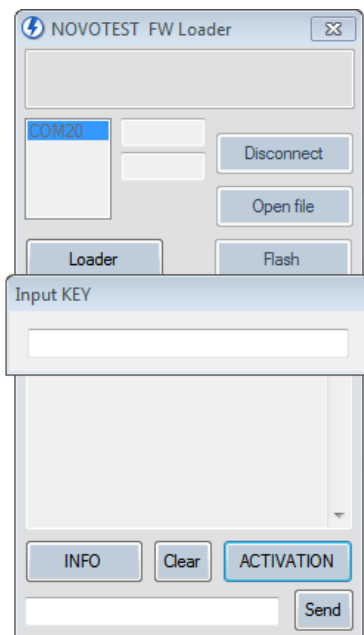 NOVOTEST FW Loader
COM20
Disconnect
Open file
Loader
Flash
Input KEY
INFO
Clear
ACTIVATION
Send